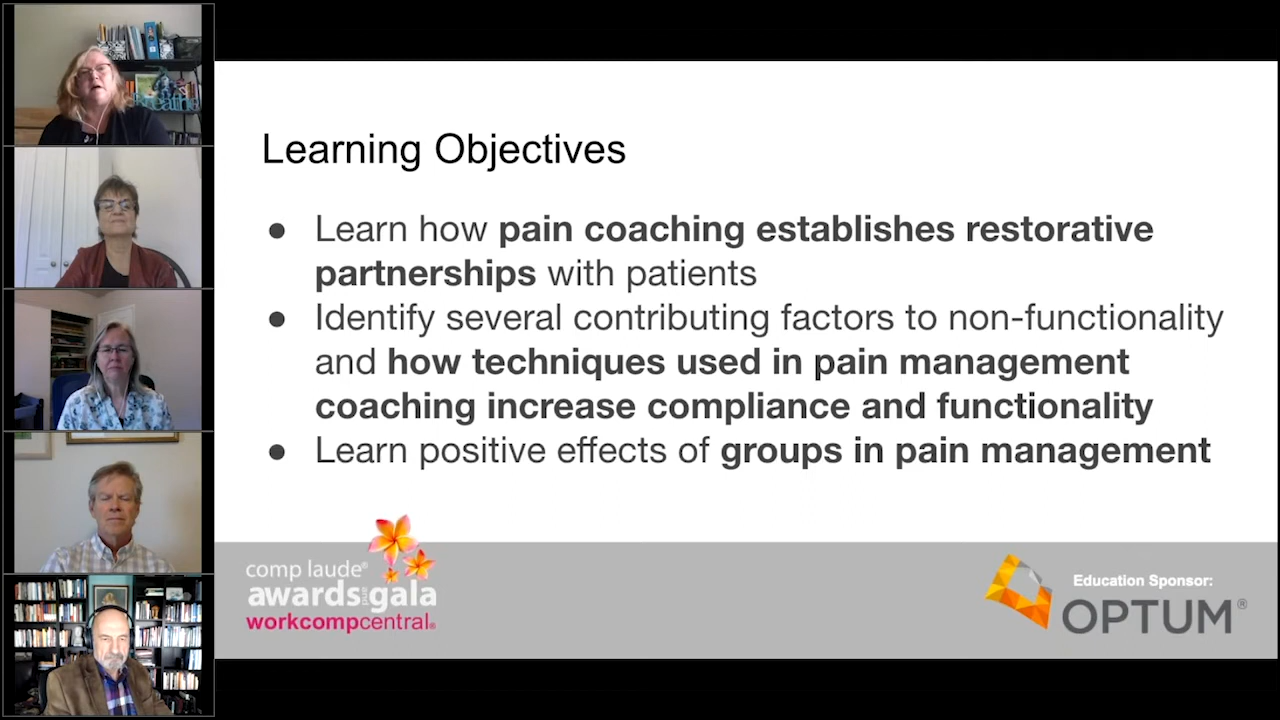 breathe
Learning Objectives
● Learn how pain coaching establishes restorative
partnerships with patients
● Identify several contributing factors to non-functionality
and how techniques used in pain management
coaching increase compliance and functionality
● Learn positive effects of groups in pain management
comp laude®
awards and gala
workcompcentral®
Education Sponsor:
OPTUM®